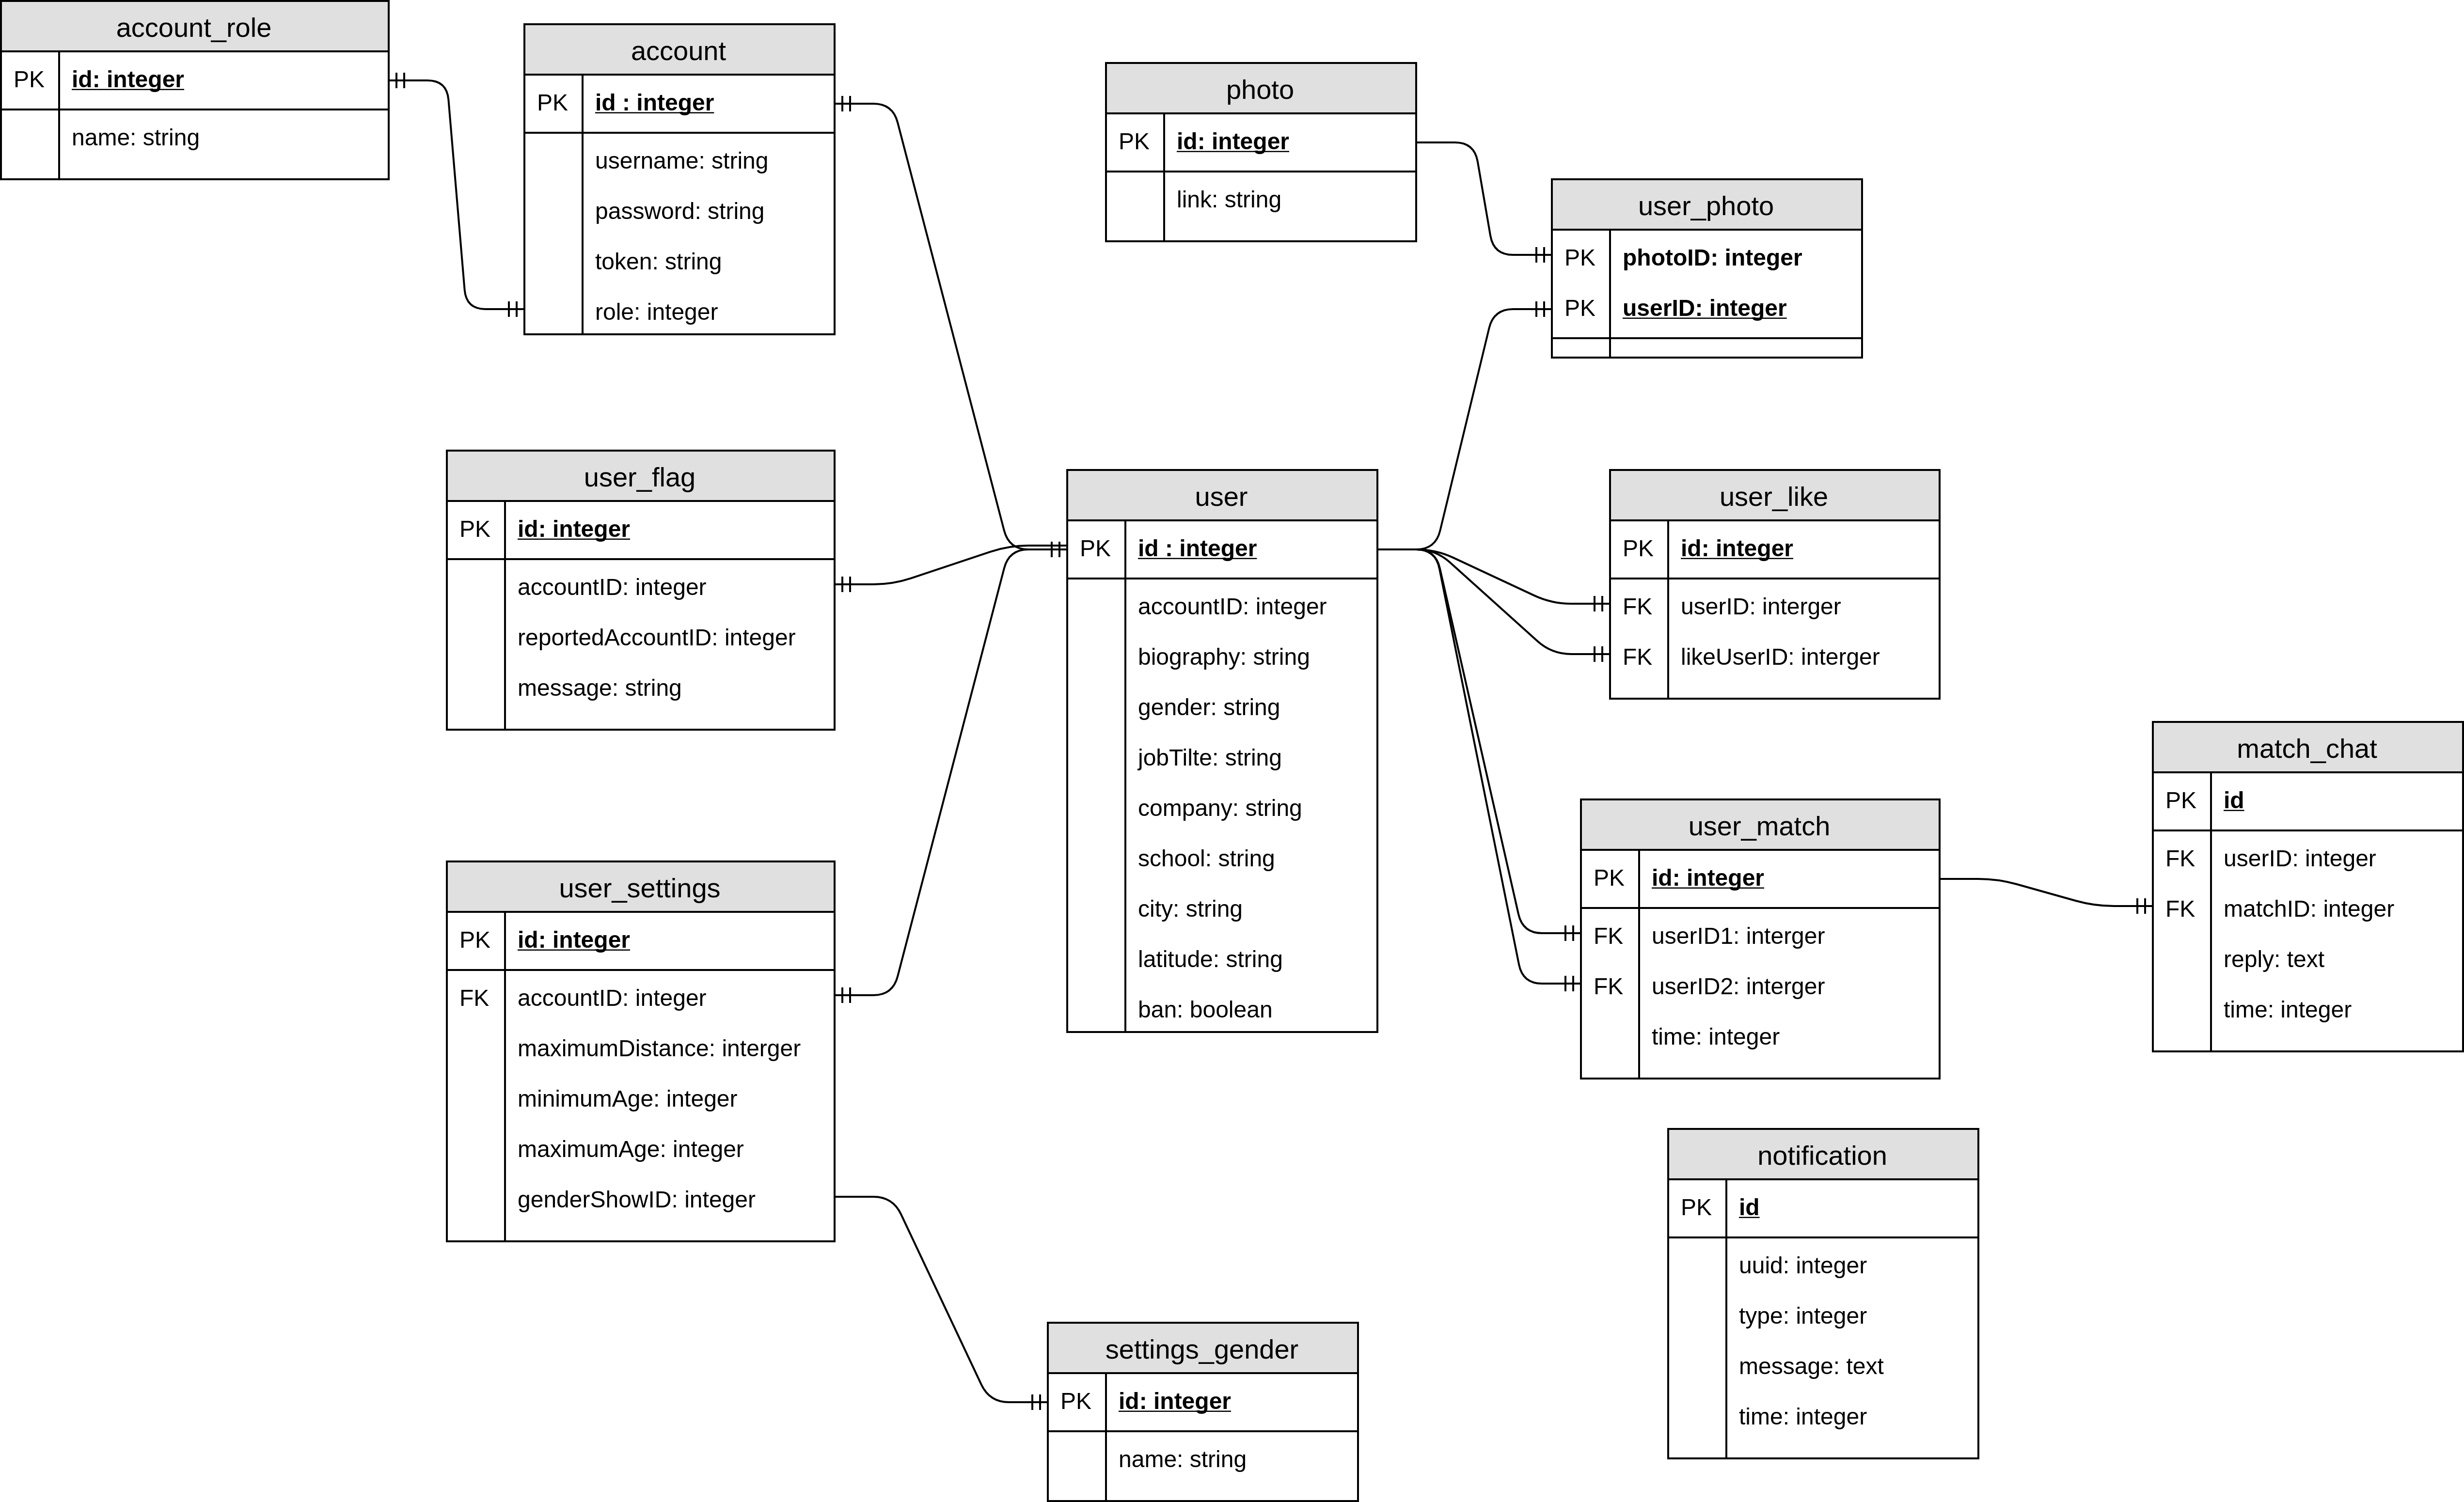 account_role
PK id: integer
name: string
account
PK id : integer
username: string
password: string
token: string
role: integer
photo
PK id: integer
link: string
user_photo
PK photoID: integer
PK userID: integer
user_flag
PK id: integer
accountID: integer
reportedAccountID: integer
message: string
user
PK id : integer
accountID: integer
biography: string
gender: string
jobTilte: string
company: string
school: string
city: string
latitude: string
ban: boolean
user_like
PK id: integer
FK userID: interger
FK likeUserID: interger
match_chat
PK id
FK userID: integer
FK matchID: integer
reply: text
time: integer
user_match
PK id: integer
FK userID1: interger
FK userID2: interger
time: integer
user_settings
PK id: integer
FK accountID: integer
maximumDistance: interger
minimumAge: integer
maximumAge: integer
genderShowID: integer
notification
PK id
uuid: integer
type: integer
message: text
time: integer
settings_gender
PK id: integer
name: string